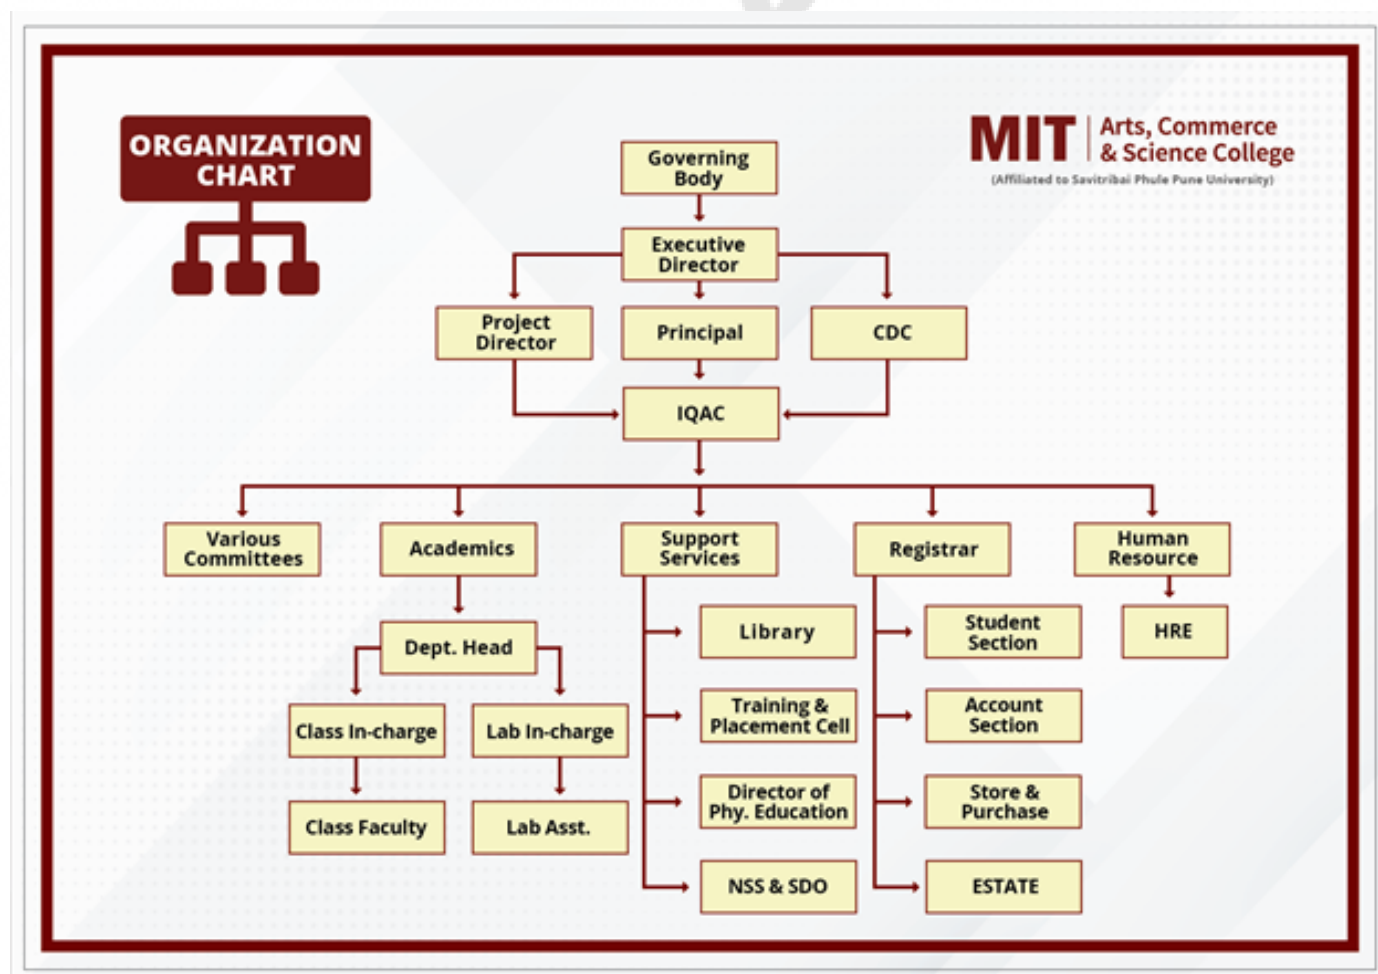 ORGANIZATION
CHART
MIT
Arts, Commerce
& Science College
(Affiliated to Savitribai Phule Pune University)
Governing
Body
Executive
Director
Project
Director
Principal
CDC
IQAC
Various
Committees
Academics
Support
Services
Registrar
Human
Resource
Dept. Head
Class In-charge
Lab In-charge
Class Faculty
Lab Asst.
Library
Training &
Placement Cell
Director of
Phy. Education
NSS & SDO
Student
Section
Account
Section
Store &
Purchase
ESTATE
HRE